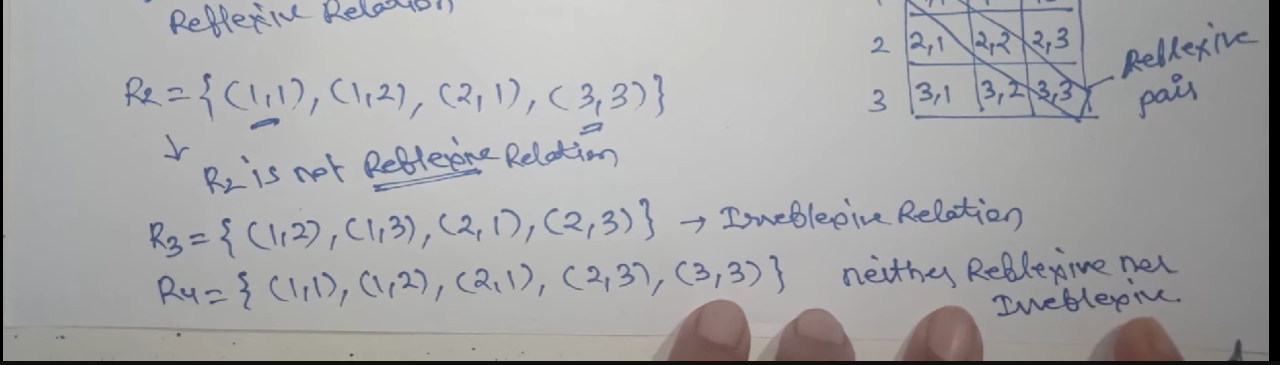 Reflexive Relation
R2 = { (1,1), (1,2), (2,1), (3,3)}
↓
R2 is not Reflexive Relation
R3 = { (1,2), (1,3), (2,1), (2,3)} → Irreflexive Relation
R4 = { (1,1), (1,2), (2,1), (2,3), (3,3)} neither Reflexive nor
Irreflexive.
2 2,1 2,2 2,3
3 3,1 3,2 3,3
Reflexive
pair